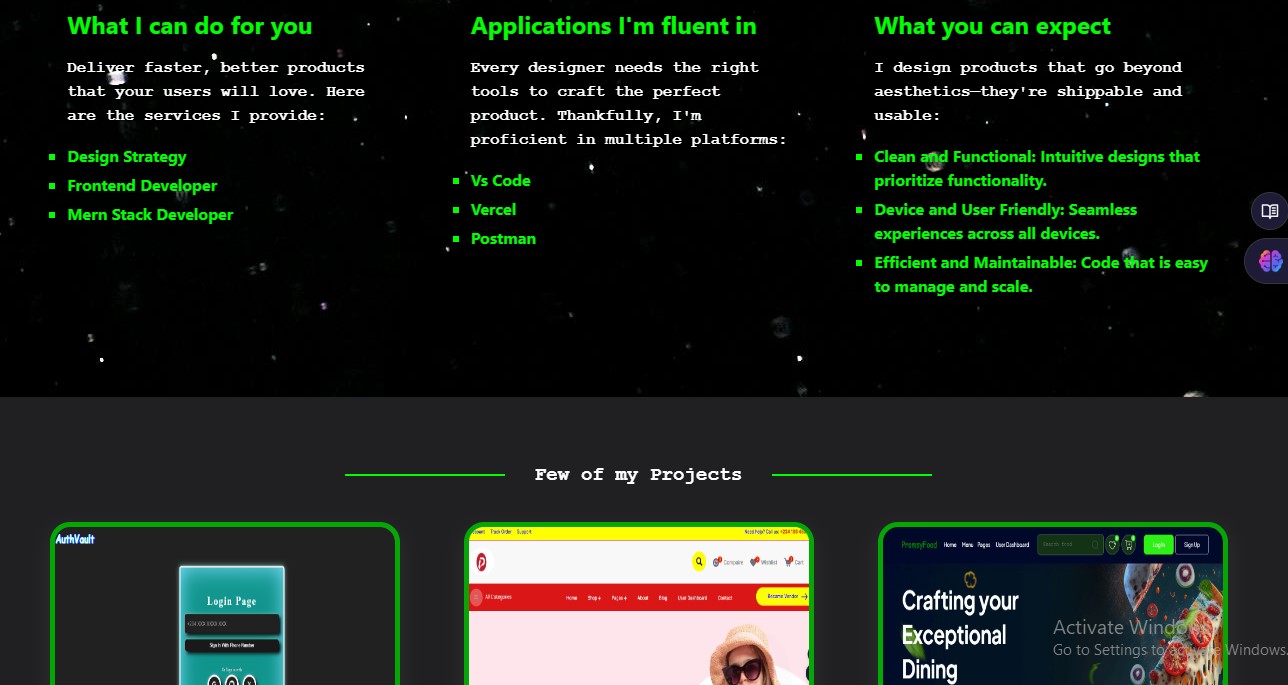 What I can do for you
Deliver faster, better products
that your users will love. Here
are the services I provide:
Design Strategy
Frontend Developer
Mern Stack Developer
Applications I'm fluent in
Every designer needs the right
tools to craft the perfect
product. Thankfully, I'm
proficient in multiple platforms:
Vs Code
Vercel
Postman
What you can expect
I design products that go beyond
aesthetics—they're shippable and
usable:
Clean and Functional: Intuitive designs that
prioritize functionality.
Device and User Friendly: Seamless
experiences across all devices.
Efficient and Maintainable: Code that is easy
to manage and scale.
Few of my Projects
AuthVault
Login Page
Sign In With Phone Number
Track Order Support Need help? Call us
Compare Wishlist Cart
All Categories Home Shop + Pages + About Blog User Dashboard Contact Become Vendor
PromzyFood Home Menu Pages User Dashboard Login Sign Up
Crafting your
Exceptional
Dining
Activate Windows
Go to Settings to activate Windows.